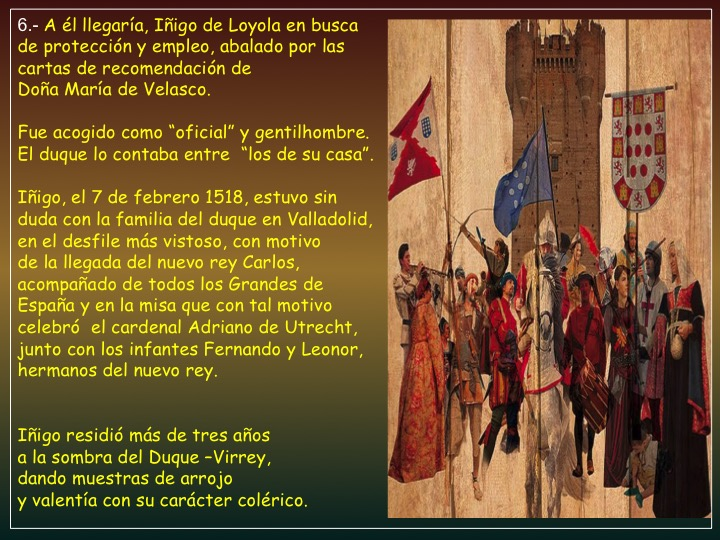 6.- A él llegaría, Iñigo de Loyola en busca
de protección y empleo, abalado por las
cartas de recomendación de
Doña María de Velasco.
Fue acogido como “oficial” y gentilhombre.
El duque lo contaba entre “los de su casa”.
Iñigo, el 7 de febrero 1518, estuvo sin
duda con la familia del duque en Valladolid,
en el desfile más vistoso, con motivo
de la llegada del nuevo rey Carlos,
acompañado de todos los Grandes de
España y en la misa que con tal motivo
celebró el cardenal Adriano de Utrecht,
junto con los infantes Fernando y Leonor,
hermanos del nuevo rey.
Iñigo residió más de tres años
a la sombra del Duque –Virrey,
dando muestras de arrojo
y valentía con su carácter colérico.